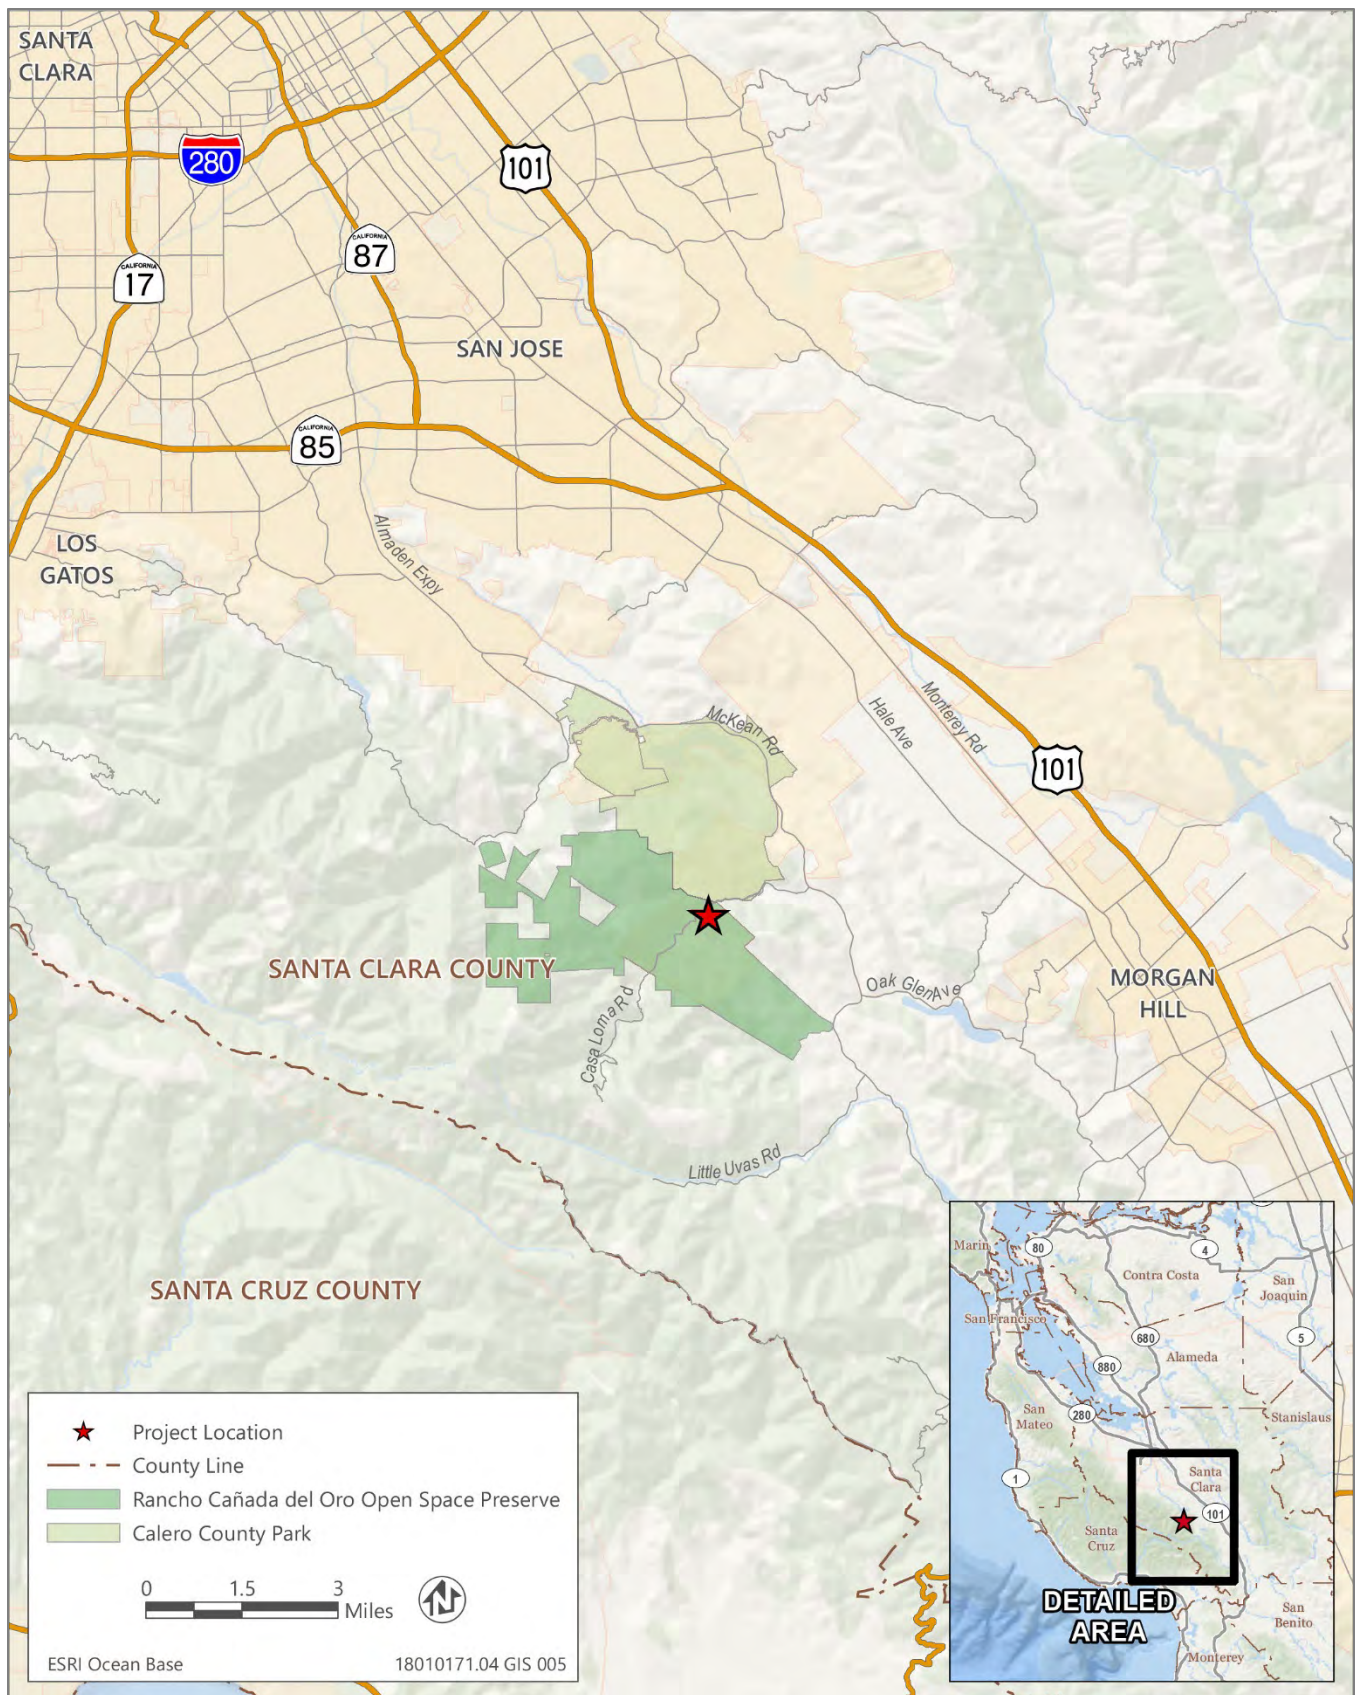 SANTA
CLARA
280
101
CALIFORNIA
87
CALIFORNIA
17
SAN JOSE
CALIFORNIA
85
Almaden Expy
LOS
GATOS
McKean Rd
Hale Ave
Monterey Rd
101
SANTA CLARA COUNTY
Casa Loma Rd
Oak Glen Ave
MORGAN
HILL
Little Uvas Rd
SANTA CRUZ COUNTY
Project Location
County Line
Rancho Cañada del Oro Open Space Preserve
Calero County Park
0 1.5 3
Miles
N
ESRI Ocean Base 18010171.04 GIS 005
Marin
80
4
Contra Costa
San
Joaquin
San Francisco
680
5
880
Alameda
San
Mateo
280
Stanislaus
1
Santa
Clara
101
Santa
Cruz
DETAILED
AREA
San
Benito
Monterey